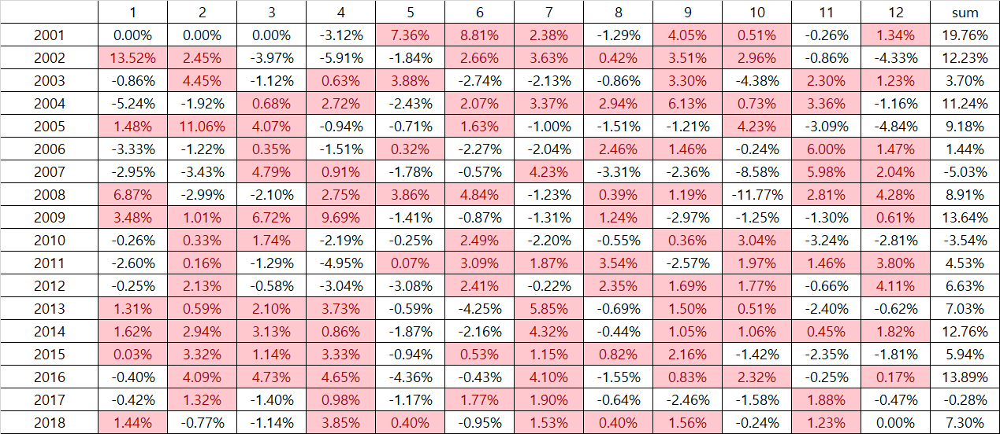 1 2 3 4 5 6 7 8 9 10 11 12 sum
2001 0.00% 0.00% 0.00% -3.12% 7.36% 8.81% 2.38% -1.29% 4.05% 0.51% -0.26% 1.34% 19.76%
2002 13.52% 2.45% -3.97% -5.91% -1.84% 2.66% 3.63% 0.42% 3.51% 2.96% -0.86% -4.33% 12.23%
2003 -0.86% 4.45% -1.12% 0.63% 3.88% -2.74% -2.13% -0.86% 3.30% -4.38% 2.30% 1.23% 3.70%
2004 -5.24% -1.92% 0.68% 2.72% -2.43% 2.07% 3.37% 2.94% 6.13% 0.73% 3.36% -1.16% 11.24%
2005 1.48% 11.06% 4.07% -0.94% -0.71% 1.63% -1.00% -1.51% -1.21% 4.23% -3.09% -4.84% 9.18%
2006 -3.33% -1.22% 0.35% -1.51% 0.32% -2.27% -2.04% 2.46% 1.46% -0.24% 6.00% 1.47% 1.44%
2007 -2.95% -3.43% 4.79% 0.91% -1.78% -0.57% 4.23% -3.31% -2.36% -8.58% 5.98% 2.04% -5.03%
2008 6.87% -2.99% -2.10% 2.75% 3.86% 4.84% -1.23% 0.39% 1.19% -11.77% 2.81% 4.28% 8.91%
2009 3.48% 1.01% 6.72% 9.69% -1.41% -0.87% -1.31% 1.24% -2.97% -1.25% -1.30% 0.61% 13.64%
2010 -0.26% 0.33% 1.74% -2.19% -0.25% 2.49% -2.20% -0.55% 0.36% 3.04% -3.24% -2.81% -3.54%
2011 -2.60% 0.16% -1.29% -4.95% 0.07% 3.09% 1.87% 3.54% -2.57% 1.97% 1.46% 3.80% 4.53%
2012 -0.25% 2.13% -0.58% -3.04% -3.08% 2.41% -0.22% 2.35% 1.69% 1.77% -0.66% 4.11% 6.63%
2013 1.31% 0.59% 2.10% 3.73% -0.59% -4.25% 5.85% -0.69% 1.50% 0.51% -2.40% -0.62% 7.03%
2014 1.62% 2.94% 3.13% 0.86% -1.87% -2.16% 4.32% -0.44% 1.05% 1.06% 0.45% 1.82% 12.76%
2015 0.03% 3.32% 1.14% 3.33% -0.94% 0.53% 1.15% 0.82% 2.16% -1.42% -2.35% -1.81% 5.94%
2016 -0.40% 4.09% 4.73% 4.65% -4.36% -0.43% 4.10% -1.55% 0.83% 2.32% -0.25% 0.17% 13.89%
2017 -0.42% 1.32% -1.40% 0.98% -1.17% 1.77% 1.90% -0.64% -2.46% -1.58% 1.88% -0.47% -0.28%
2018 1.44% -0.77% -1.14% 3.85% 0.40% -0.95% 1.53% 0.40% 1.56% -0.24% 1.23% 0.00% 7.30%